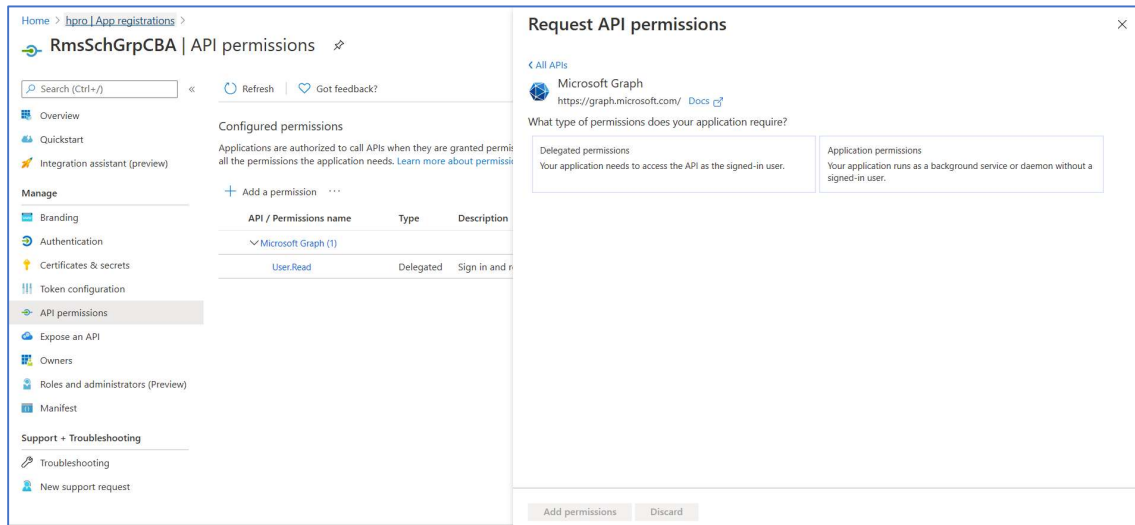 Home > hpro | App registrations >
RmsSchGrpCBA | API permissions
Search (Ctrl+/)
«
Overview
Quickstart
Integration assistant (preview)
Manage
Branding
Authentication
Certificates & secrets
Token configuration
API permissions
Expose an API
Owners
Roles and administrators (Preview)
Manifest
Support + Troubleshooting
Troubleshooting
New support request
Refresh
Got feedback?
Configured permissions
Applications are authorized to call APIs when they are granted permis
all the permissions the application needs. Learn more about permissio
Add a permission ···
API / Permissions name Type Description
Microsoft Graph (1)
User.Read Delegated Sign in and r
Request API permissions
All APIs
Microsoft Graph
https://graph.microsoft.com/ Docs
What type of permissions does your application require?
Delegated permissions
Your application needs to access the API as the signed-in user.
Application permissions
Your application runs as a background service or daemon without a
signed-in user.
Add permissions Discard